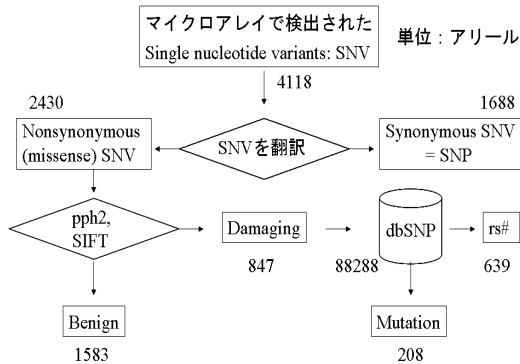 マイクロアレイで検出された
Single nucleotide variants: SNV
単位：アリール
4118
2430
1688
Nonsynonymous
(missense) SNV
SNVを翻訳
Synonymous SNV
= SNP
pph2,
SIFT
Damaging
dbSNP
rs#
847
88288
639
Benign
Mutation
1583
208